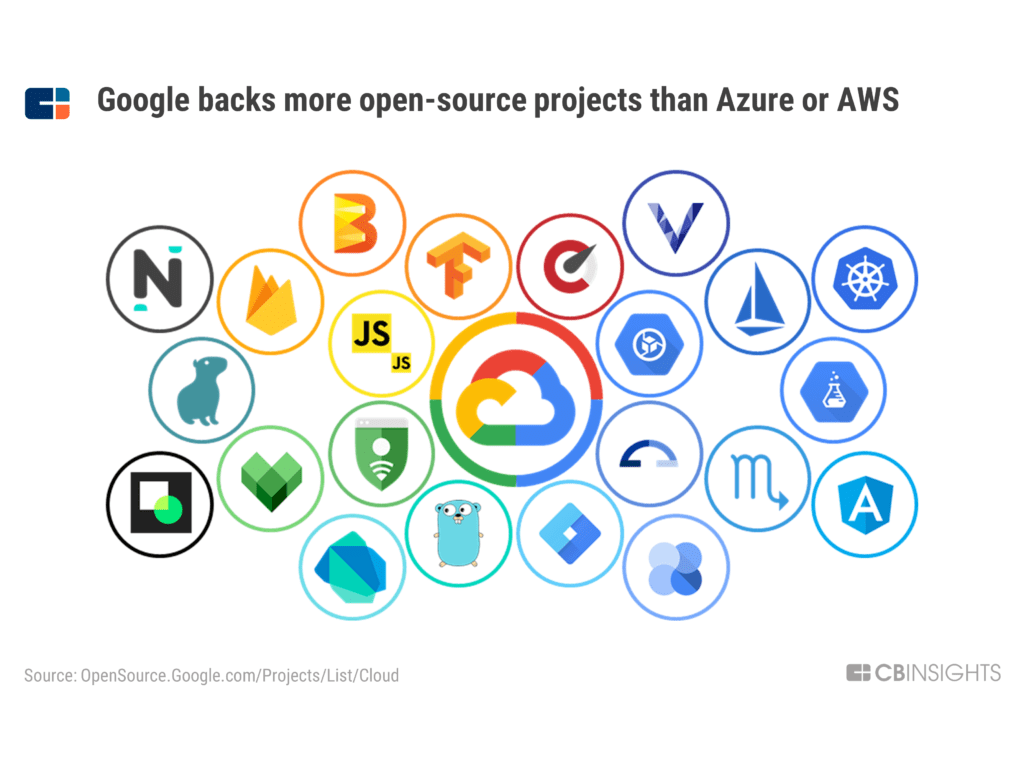 Google backs more open-source projects than Azure or AWS
JS
JS
Source: OpenSource.Google.com/Projects/List/Cloud
CBINSIGHTS